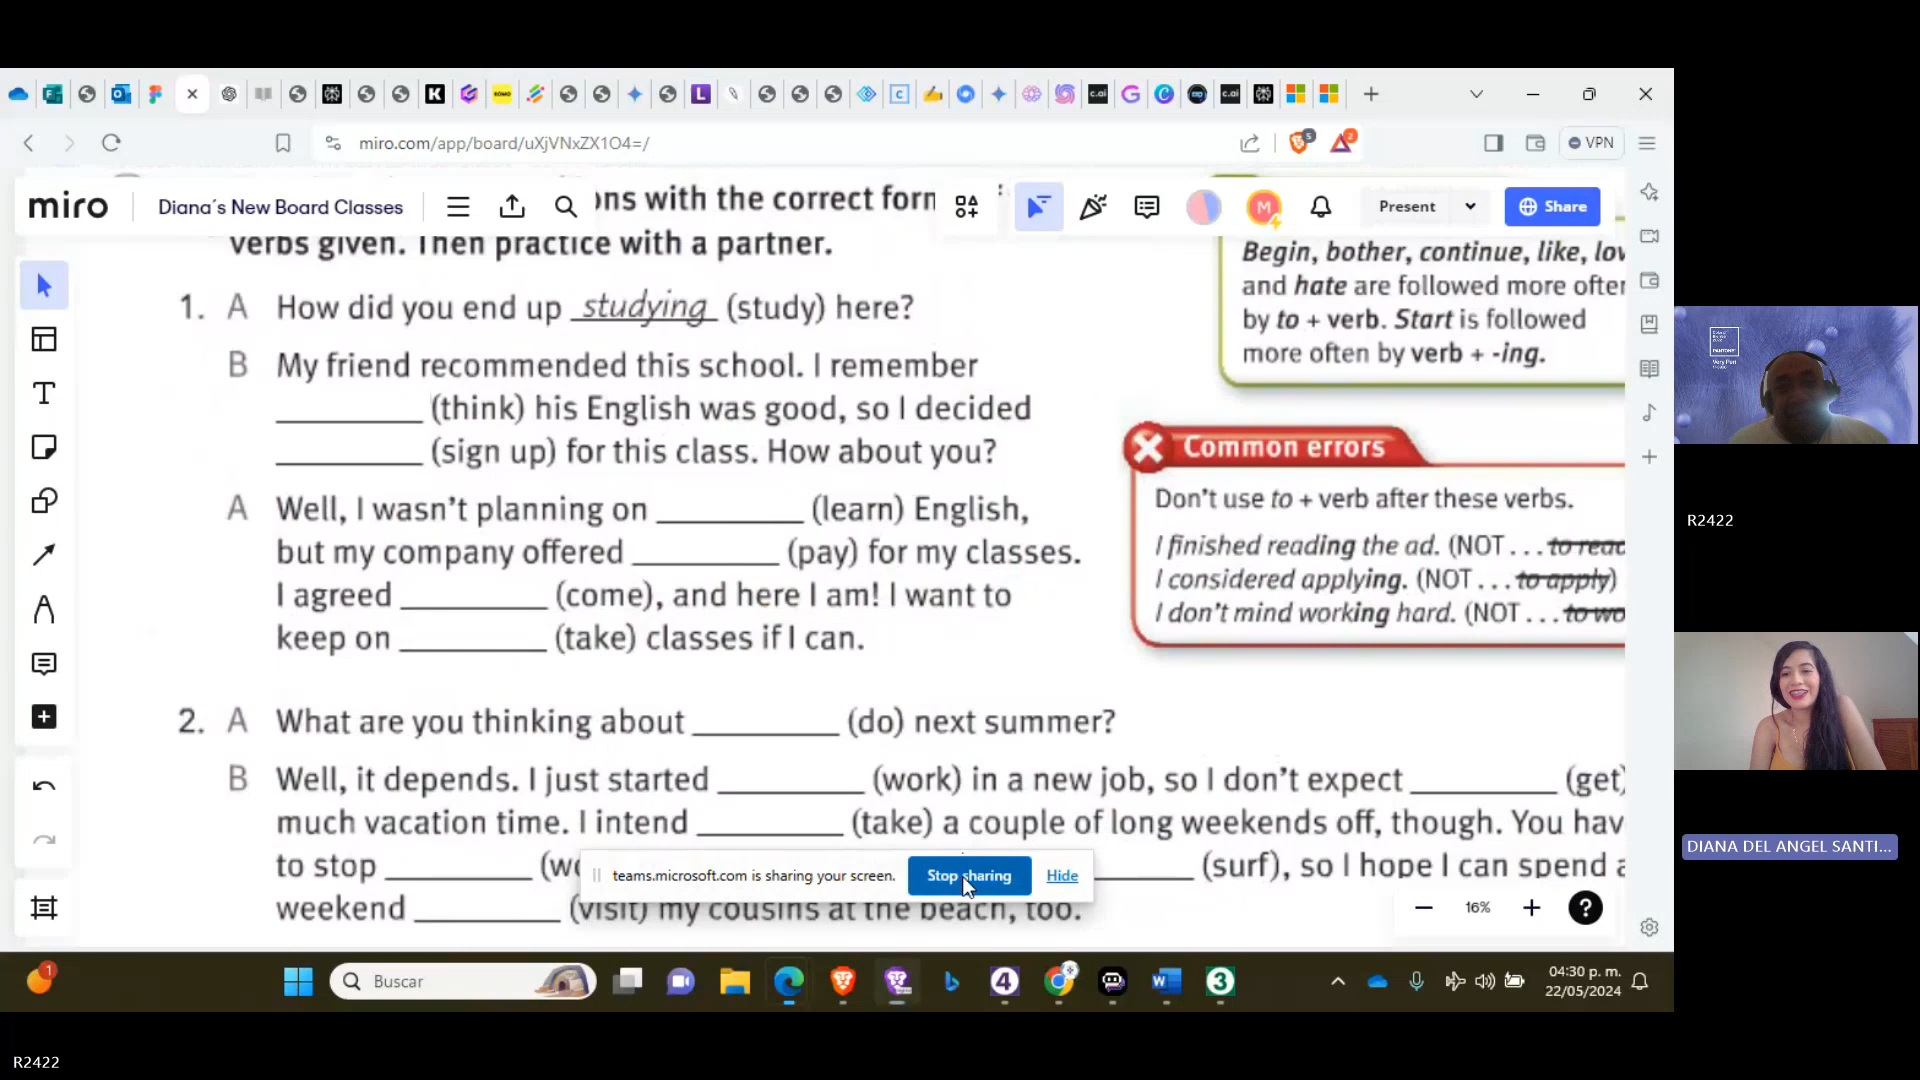 miro.com/app/board/uXjVNxZX1O4=/
VPN
miro
Diana´s New Board Classes
Present
Share
ons with the correct form
verbs given. Then practice with a partner.
1. A How did you end up studying (study) here?
B My friend recommended this school. I remember
(think) his English was good, so I decided
(sign up) for this class. How about you?
A Well, I wasn't planning on (learn) English,
but my company offered (pay) for my classes.
I agreed (come), and here I am! I want to
keep on (take) classes if I can.
2. A What are you thinking about (do) next summer?
B Well, it depends. I just started (work) in a new job, so I don't expect (get)
much vacation time. I intend (take) a couple of long weekends off, though. You hav
to stop (wo (surf), so I hope I can spend a
weekend (visit) my cousins at the beach, too.
Begin, bother, continue, like, lov
and hate are followed more ofter
by to + verb. Start is followed
more often by verb + -ing.
Common errors
Don't use to + verb after these verbs.
I finished reading the ad. (NOT . . . to read
I considered applying. (NOT . . . to apply)
I don't mind working hard. (NOT . . . to wo
teams.microsoft.com is sharing your screen.
Stop sharing
Hide
16%
Buscar
04:30 p. m.
22/05/2024
R2422
DIANA DEL ANGEL SANTI...
R2422